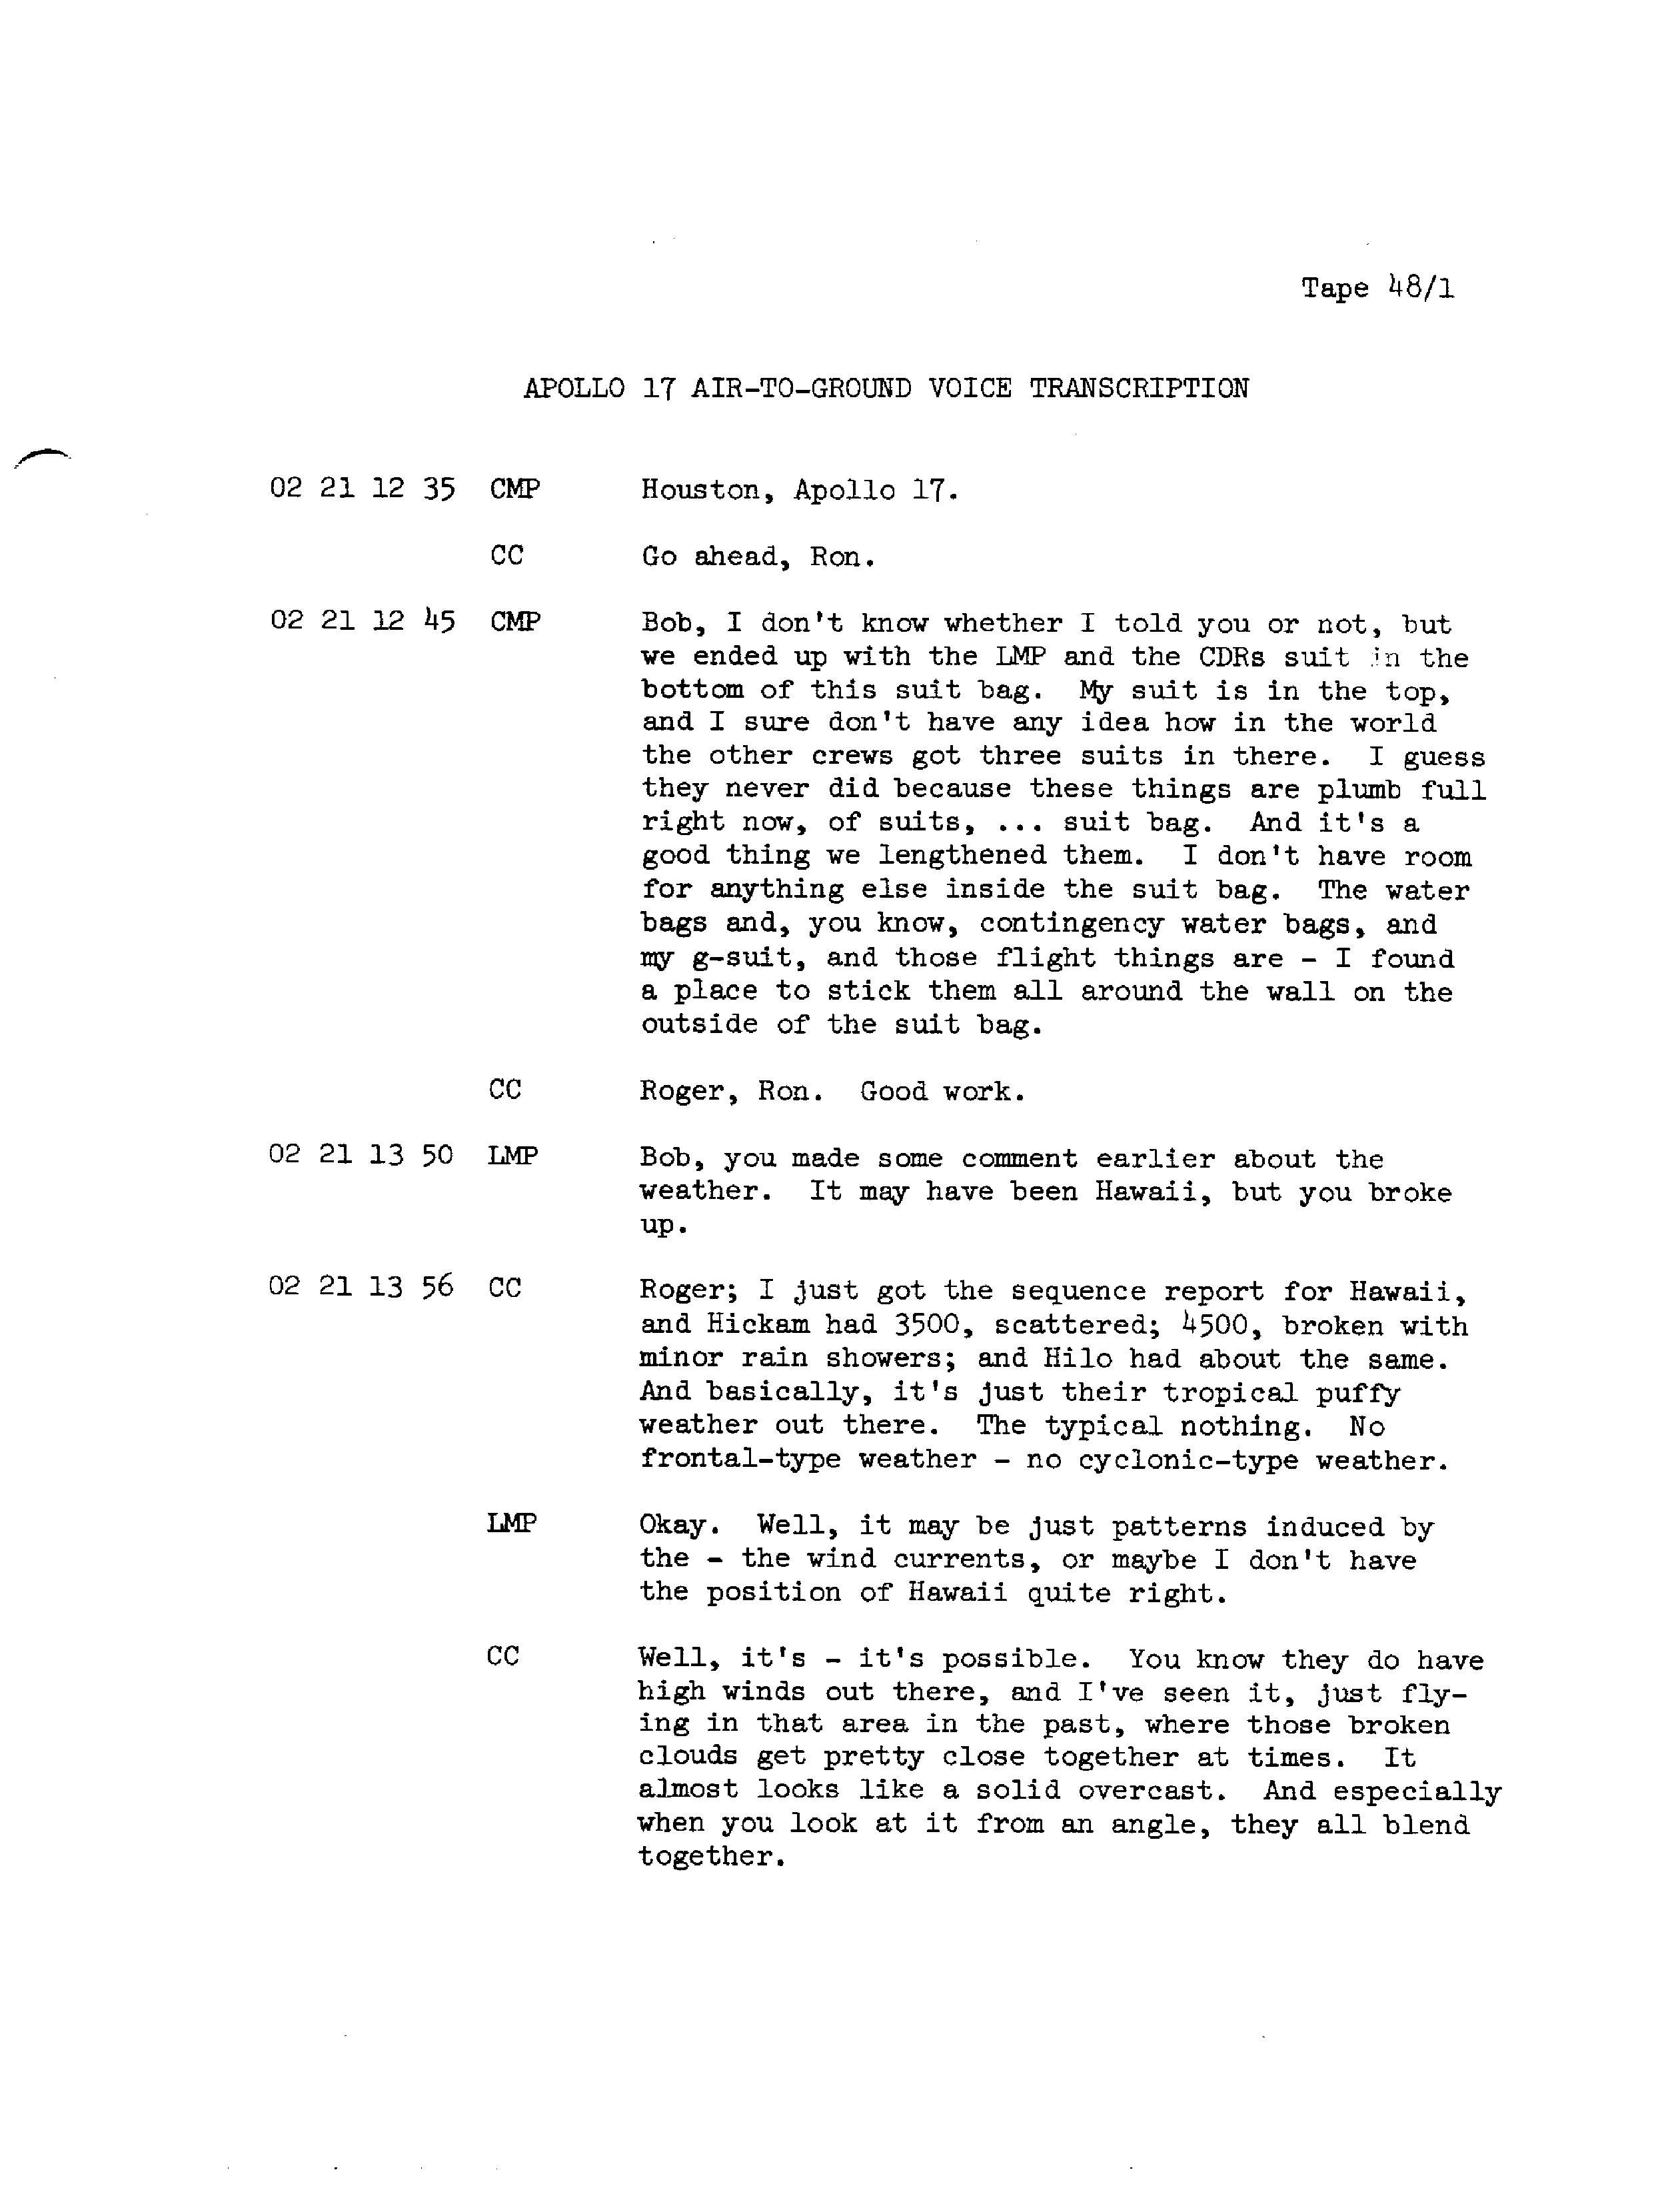 Tape 48/1
APOLLO 17 AIR-TO-GROUND VOICE TRANSCRIPTION
02 21 12 35 CMP Houston, Apollo 17.
CC Go ahead, Ron.
02 21 12 45 CMP Bob, I don't know whether I told you or not, but
we ended up with the LMP and the CDRs suit in the
bottom of this suit bag. My suit is in the top,
and I sure don't have any idea how in the world
the other crews got three suits in there. I guess
they never did because these things are plumb full
right now, of suits, ... suit bag. And it's a
good thing we lengthened them. I don't have room
for anything else inside the suit bag. The water
bags and, you know, contingency water bags, and
my g-suit, and those flight things are - I found
a place to stick them all around the wall on the
outside of the suit bag.
CC Roger, Ron. Good work.
02 21 13 50 LMP Bob, you made some comment earlier about the
weather. It may have been Hawaii, but you broke
up.
02 21 13 56 CC Roger; I just got the sequence report for Hawaii,
and Hickam had 3500, scattered; 4500, broken with
minor rain showers; and Hilo had about the same.
And basically, it's just their tropical puffy
weather out there. The typical nothing. No
frontal-type weather - no cyclonic-type weather.
LMP Okay. Well, it may be just patterns induced by
the - the wind currents, or maybe I don't have
the position of Hawaii quite right.
CC Well, it's - it's possible. You know they do have
high winds out there, and I've seen it, just fly-
ing in that area in the past, where those broken
clouds get pretty close together at times. It
almost looks like a solid overcast. And especially
when you look at it from an angle, they all blend
together.